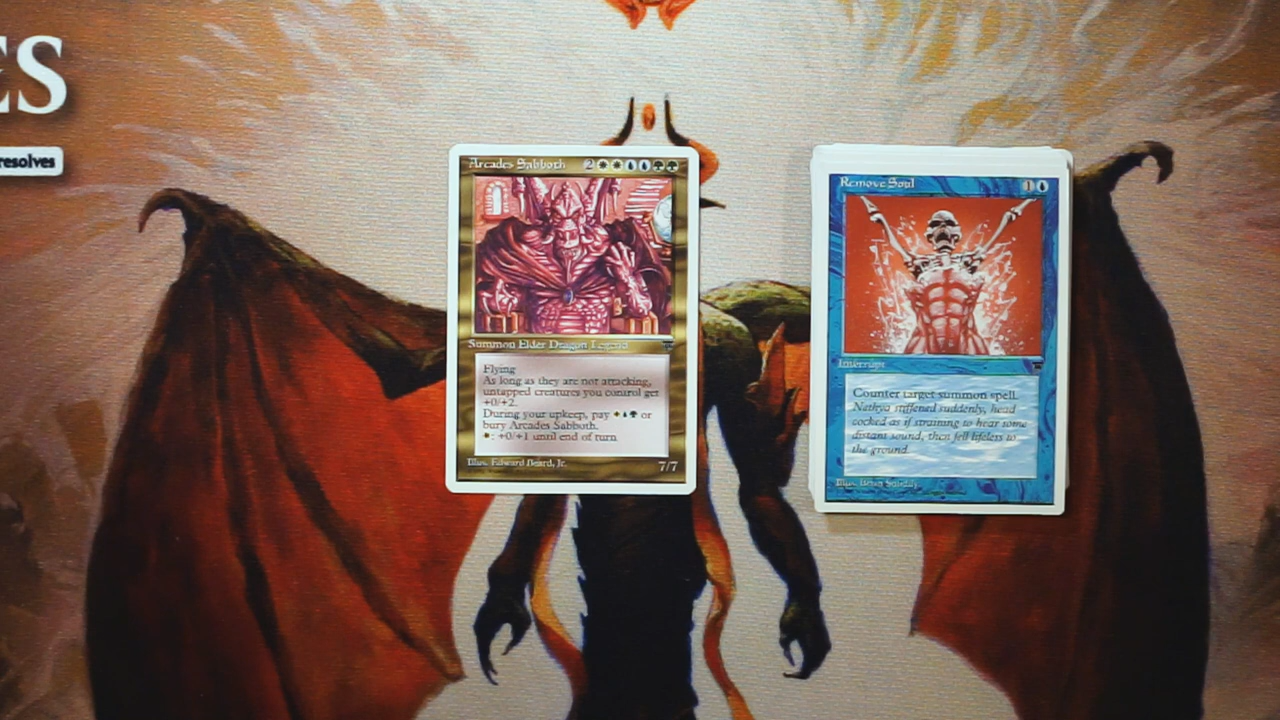 ES
resolves
Arcades Sabboth 2
Summon Elder Dragon Legend
Flying
As long as they are not attacking,
untapped creatures you control get
+0/+2.
During your upkeep, pay or
bury Arcades Sabboth.
: +0/+1 until end of turn
Illus. Edward Beard, Jr. 7/7
Remove Soul 1
Interrupt
Counter target summon spell.
Nathya stiffened suddenly, head
cocked as if straining to hear some
distant sound, then fell lifeless to
the ground.
Illus. Brian Snoddy